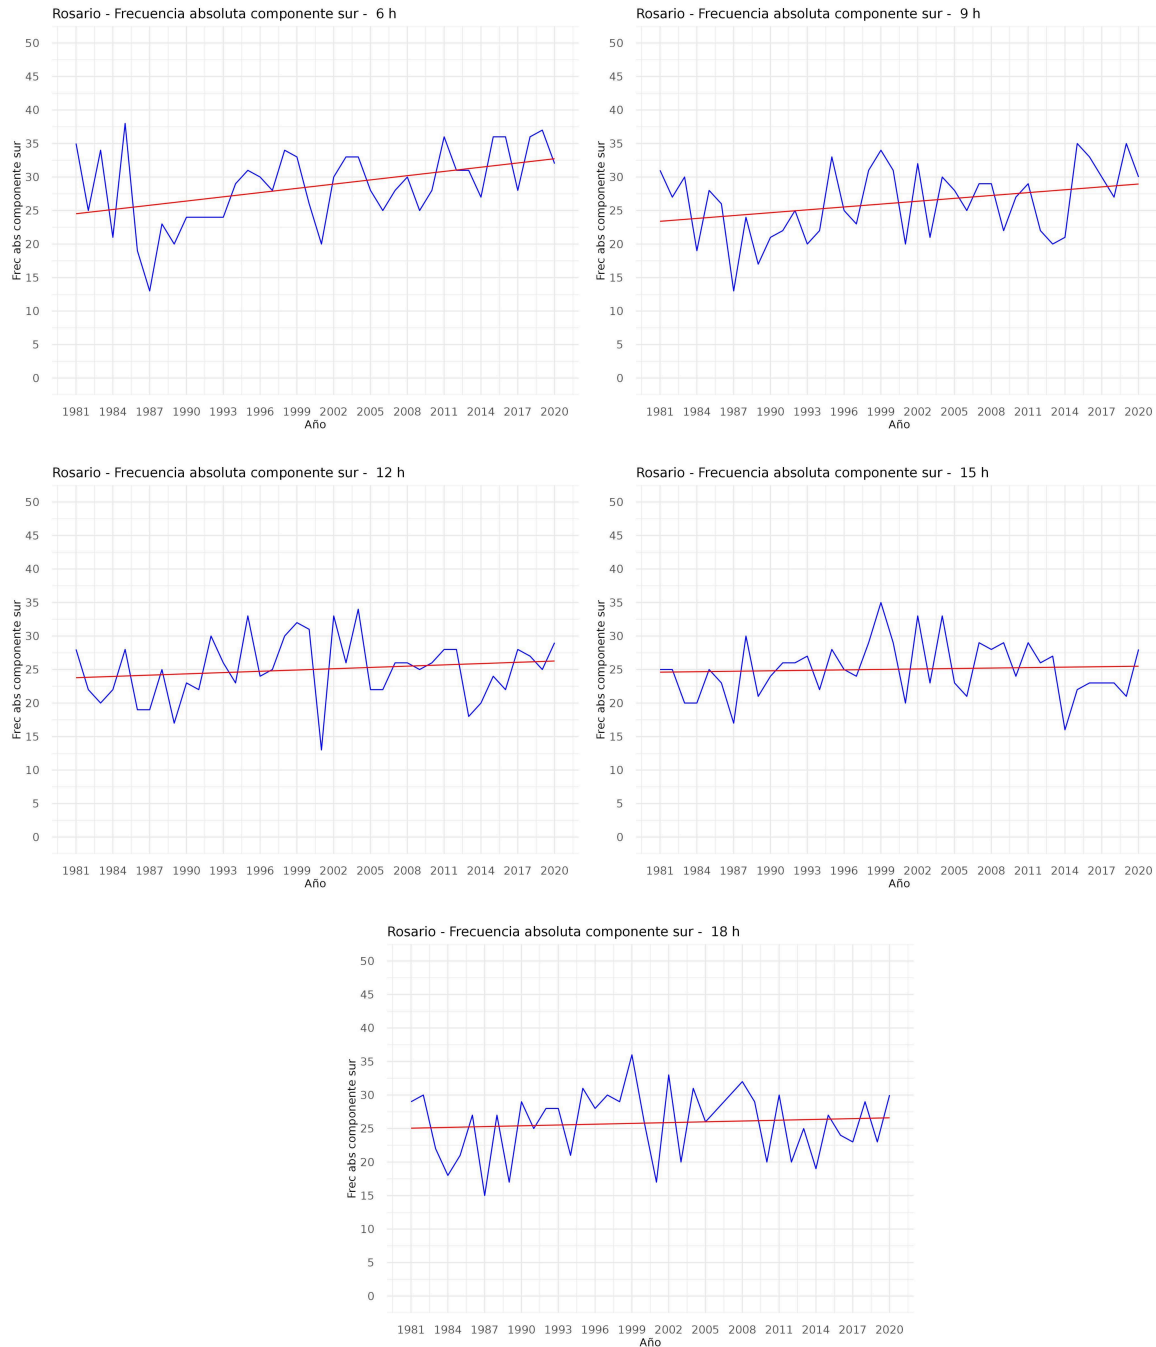 Rosario - Frecuencia absoluta componente sur -  6 h
Frec abs componente sur
50
45
40
35
30
25
20
15
10
5
0
1981 1984 1987 1990 1993 1996 1999 2002 2005 2008 2011 2014 2017 2020
Año
Rosario - Frecuencia absoluta componente sur -  9 h
Frec abs componente sur
50
45
40
35
30
25
20
15
10
5
0
1981 1984 1987 1990 1993 1996 1999 2002 2005 2008 2011 2014 2017 2020
Año
Rosario - Frecuencia absoluta componente sur -  12 h
Frec abs componente sur
50
45
40
35
30
25
20
15
10
5
0
1981 1984 1987 1990 1993 1996 1999 2002 2005 2008 2011 2014 2017 2020
Año
Rosario - Frecuencia absoluta componente sur -  15 h
Frec abs componente sur
50
45
40
35
30
25
20
15
10
5
0
1981 1984 1987 1990 1993 1996 1999 2002 2005 2008 2011 2014 2017 2020
Año
Rosario - Frecuencia absoluta componente sur -  18 h
Frec abs componente sur
50
45
40
35
30
25
20
15
10
5
0
1981 1984 1987 1990 1993 1996 1999 2002 2005 2008 2011 2014 2017 2020
Año